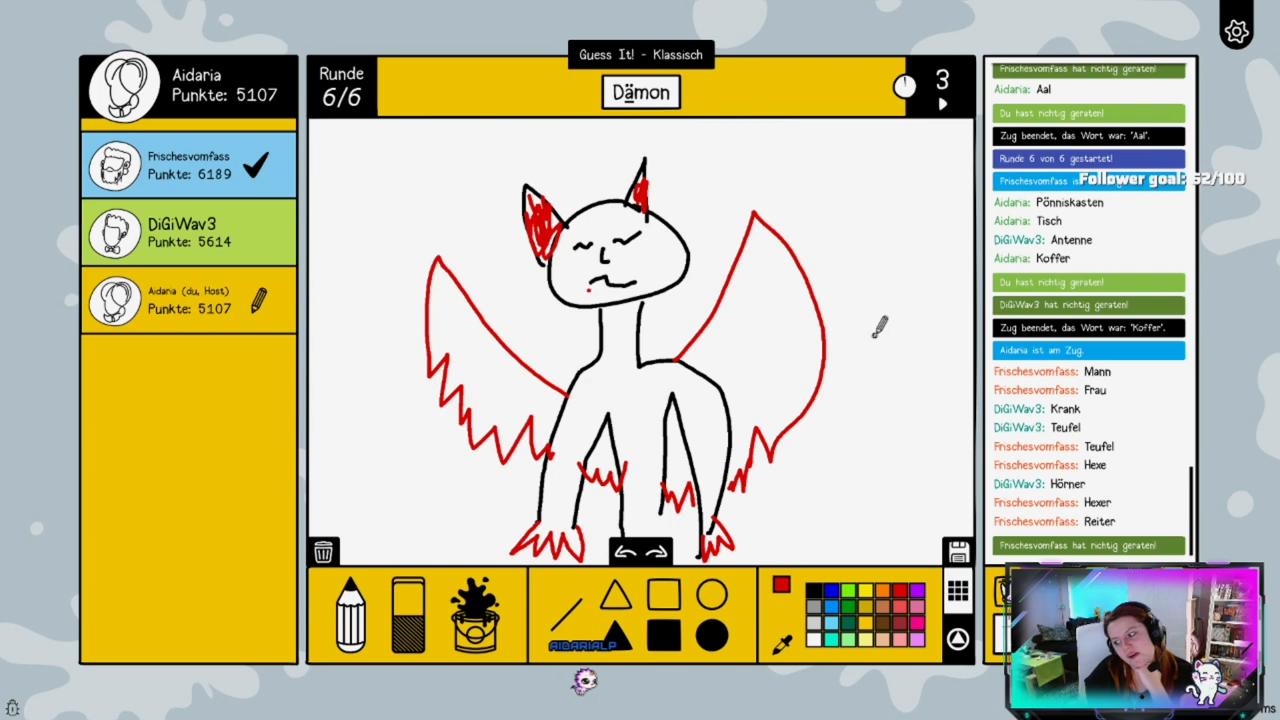 Guess It! - Klassisch
Aidaria
Punkte: 5107
Runde
6/6
Dämon
3
Frischesvomfass
Punkte: 6189
DiGiWav3
Punkte: 5614
Aidaria (du, Host)
Punkte: 5107
Frischesvomfass hat richtig geraten!
Aidaria: Aal
Du hast richtig geraten!
Zug beendet, das Wort war: 'Aal'.
Runde 6 von 6 gestartet!
Frischesvomfass
Follower goal: 52/100
Aidaria: Pönniskasten
Aidaria: Tisch
DiGiWav3: Antenne
Aidaria: Koffer
Du hast richtig geraten!
DiGiWav3 hat richtig geraten!
Zug beendet, das Wort war: 'Koffer'.
Aidaria ist am Zug.
Frischesvomfass: Mann
Frischesvomfass: Frau
DiGiWav3: Krank
DiGiWav3: Teufel
Frischesvomfass: Teufel
Frischesvomfass: Hexe
DiGiWav3: Hörner
Frischesvomfass: Hexer
Frischesvomfass: Reiter
Frischesvomfass hat richtig geraten!
AIDARIALP
ms